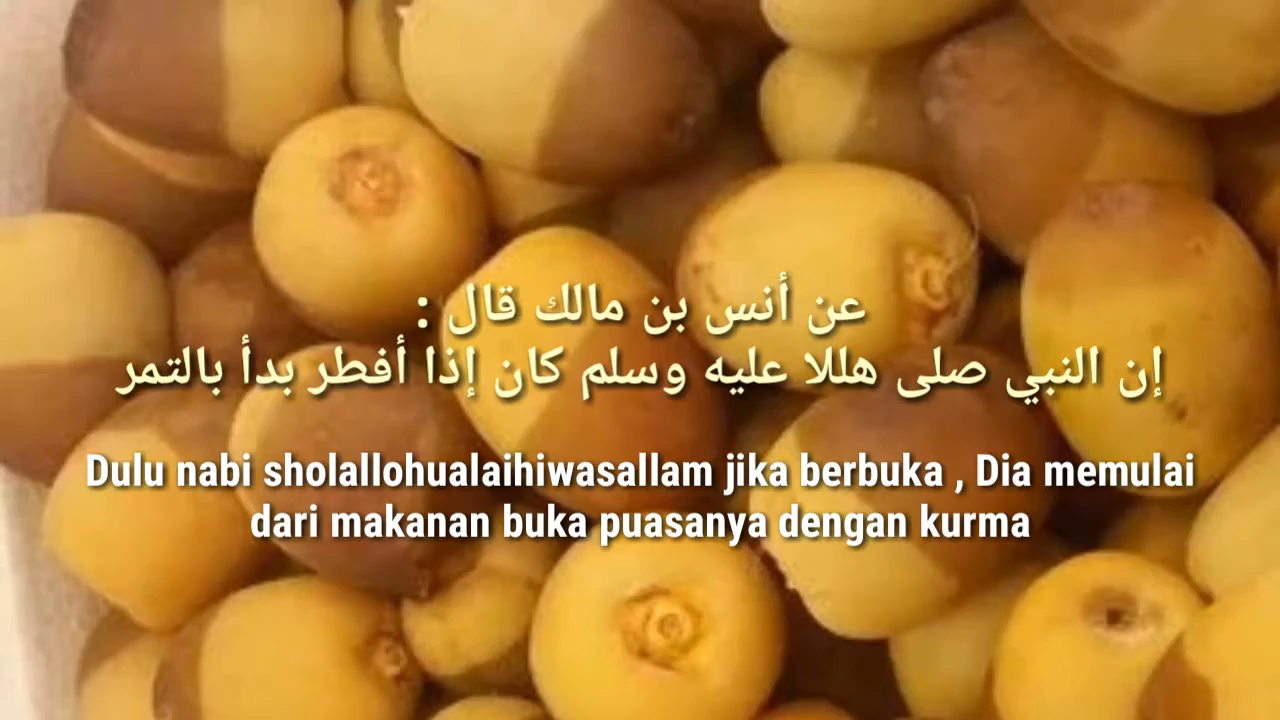 عن أنس بن مالك قال :
إن النبي صلى هللا عليه وسلم كان إذا أفطر بدأ بالتمر
Dulu nabi sholallohualaihiwasallam jika berbuka , Dia memulai
dari makanan buka puasanya dengan kurma